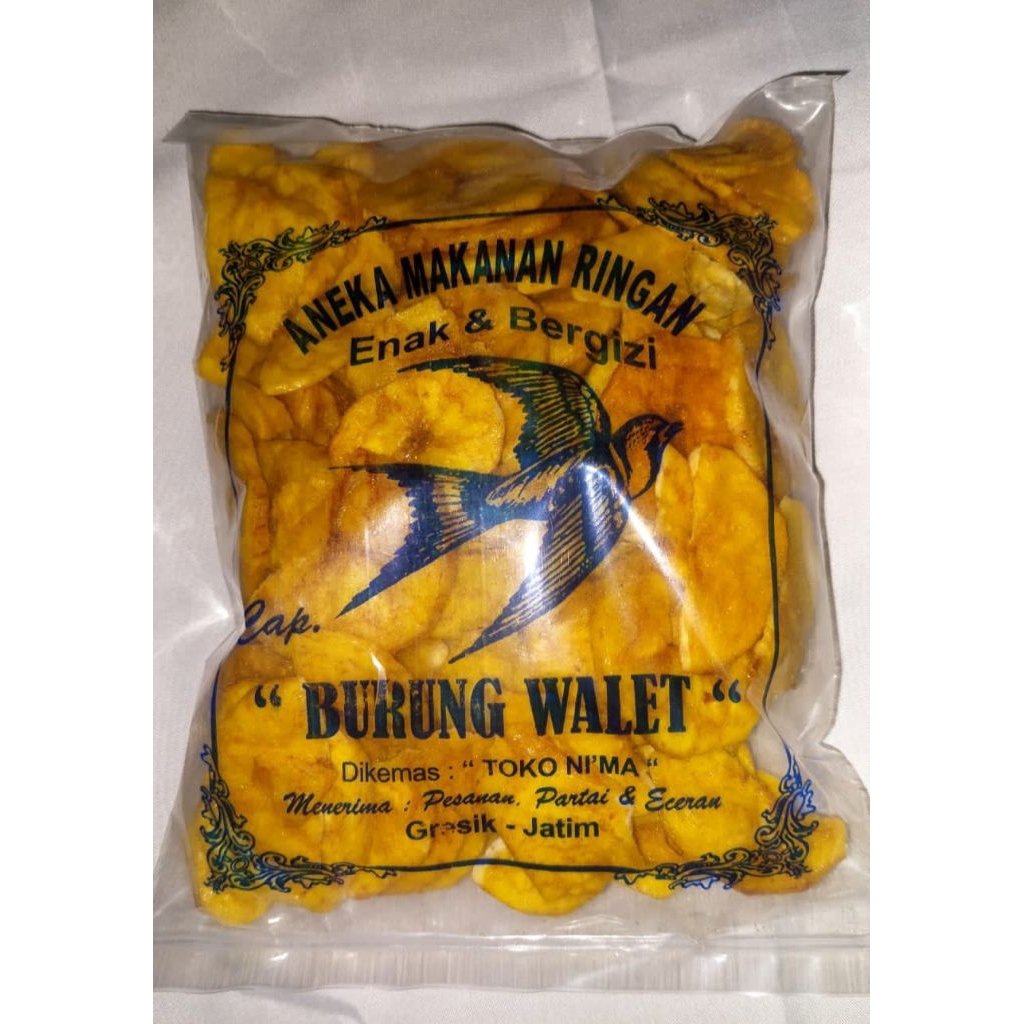 ANEKA MAKANAN RINGAN
Enak & Bergizi
Cap.
“ BURUNG WALET “
Dikemas : “ TOKO NI'MA “
Menerima : Pesanan, Partai & Eceran
Gresik - Jatim